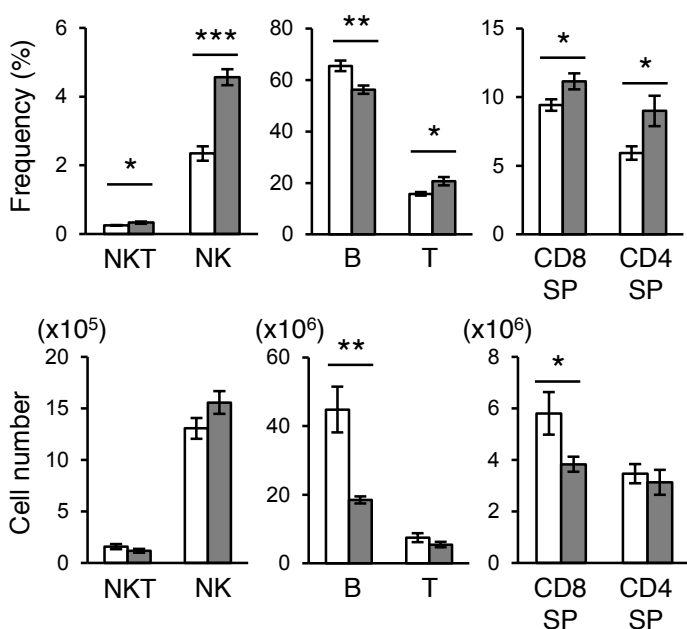 Frequency (%)
6
4
2
0
*
***
NKT NK
80
60
40
20
0
**
*
B T
15
10
5
0
*
*
CD8 CD4
SP SP
Cell number
(x10⁵)
20
15
10
5
0
NKT NK
(x10⁶)
60
40
20
0
**
B T
(x10⁶)
8
6
4
2
0
*
CD8 CD4
SP SP